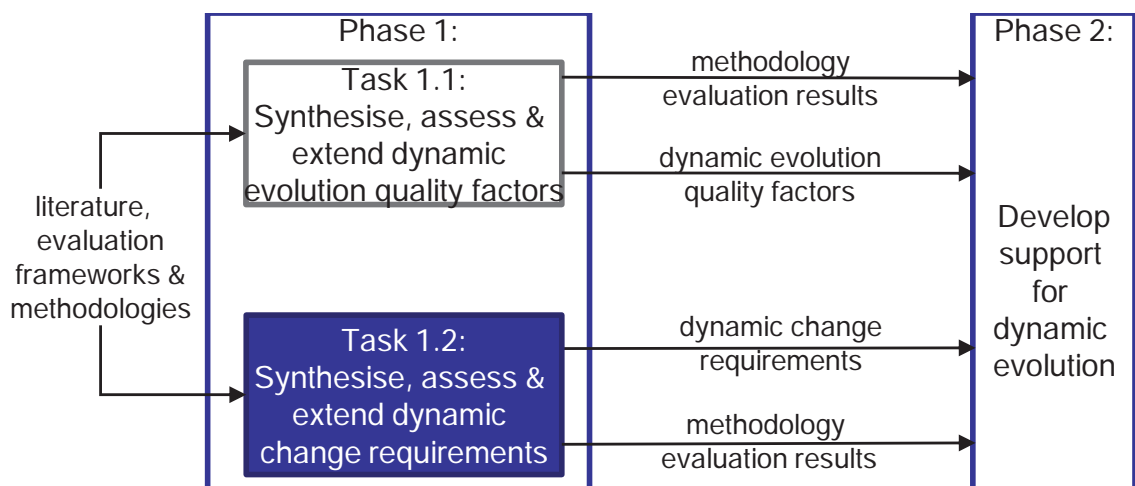 literature,
evaluation
frameworks &
methodologies
Phase 1:
Task 1.1:
Synthesise, assess &
extend dynamic
evolution quality factors
Task 1.2:
Synthesise, assess &
extend dynamic
change requirements
methodology
evaluation results
dynamic evolution
quality factors
dynamic change
requirements
methodology
evaluation results
Phase 2:
Develop
support
for
dynamic
evolution